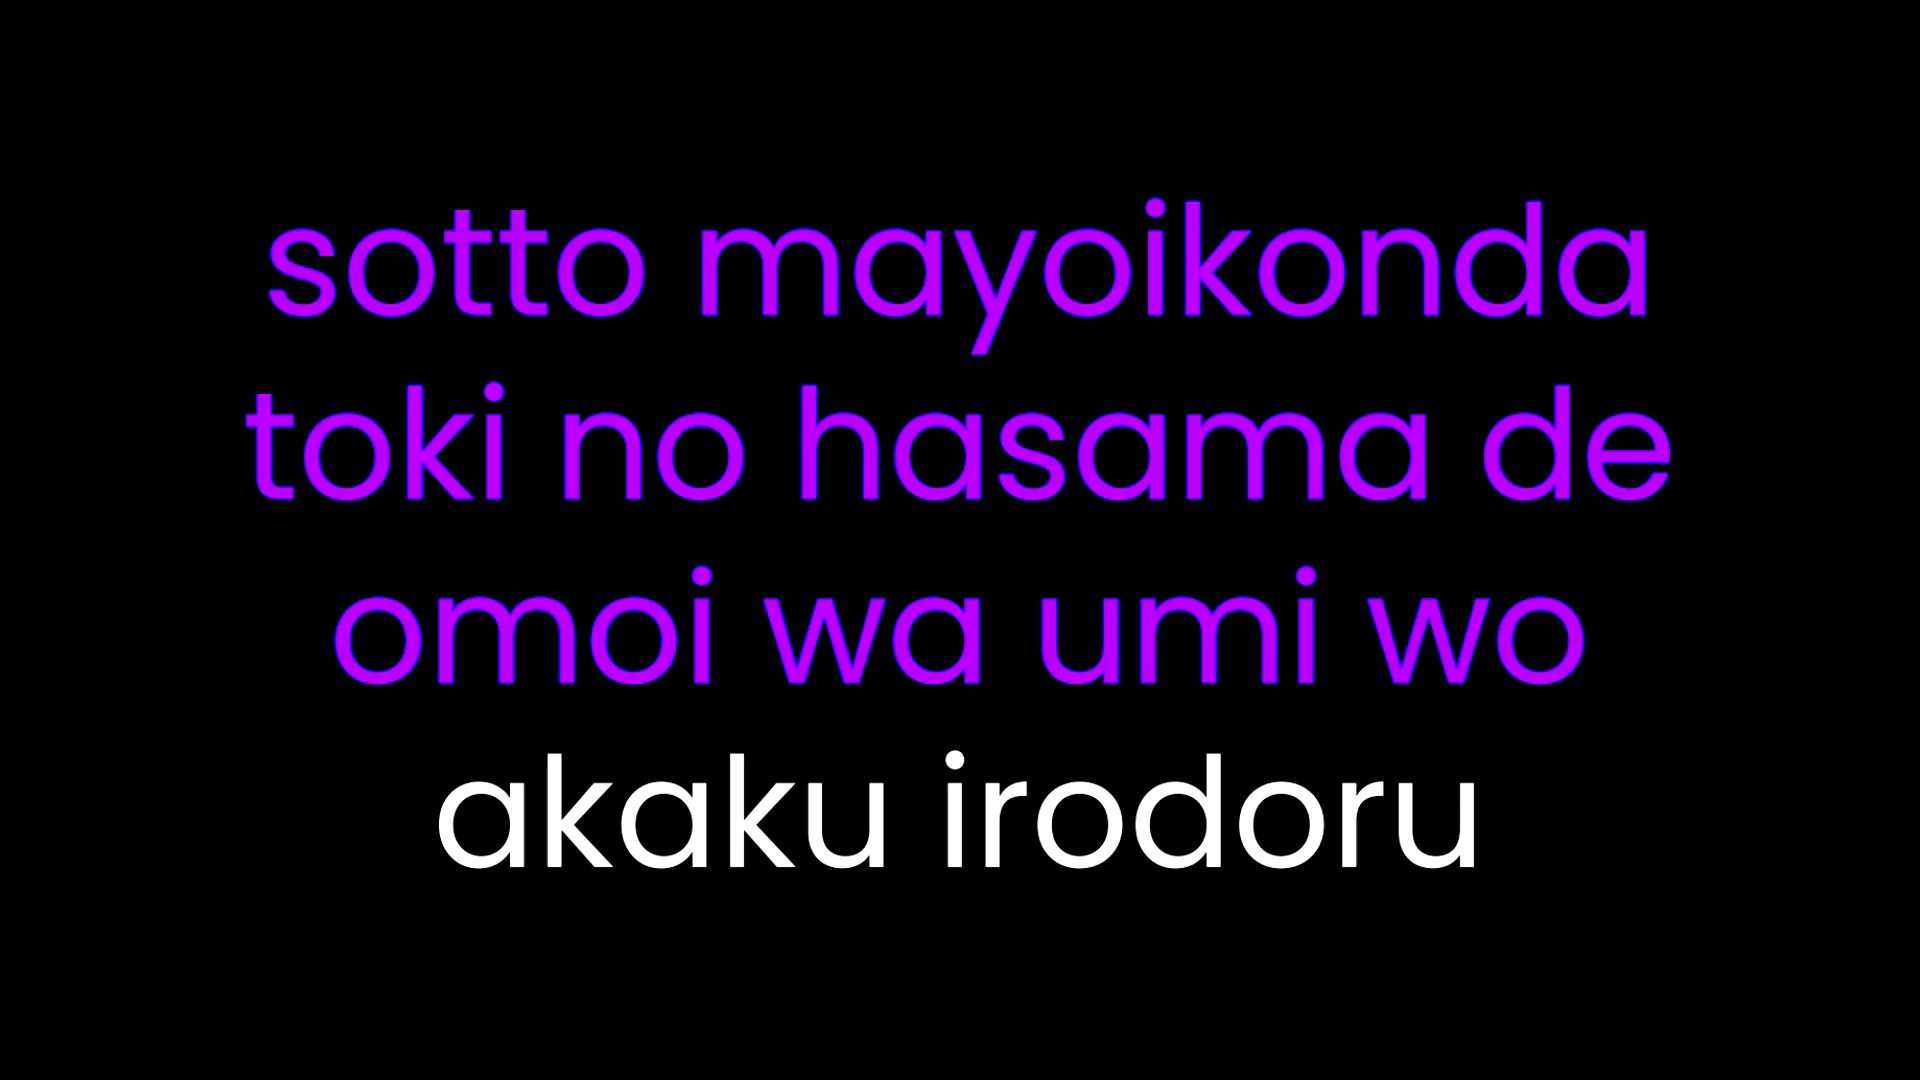 sotto mayoikonda
toki no hasama de
omoi wa umi wo
akaku irodoru